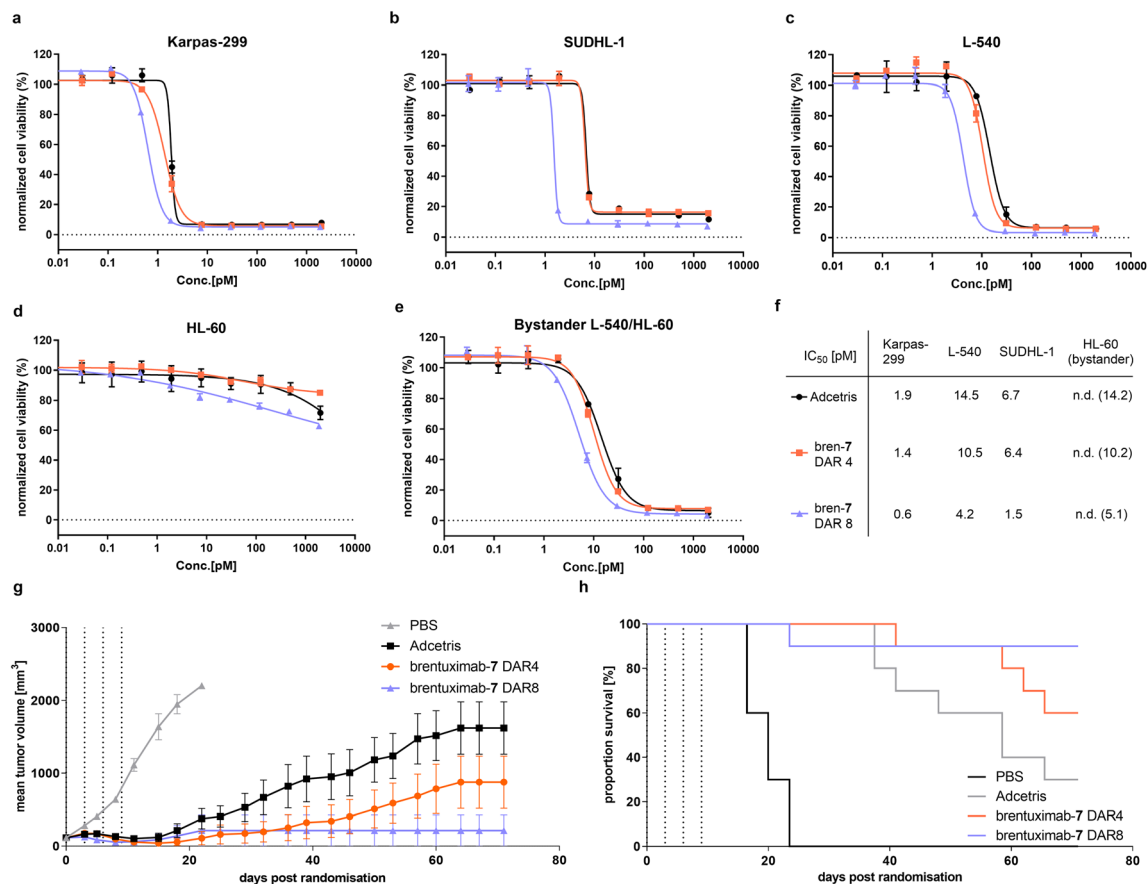 a
Karpas-299
normalized cell viability (%)
120
100
80
60
40
20
0
0.01 0.1 1 10 100 1000 10000
Conc.[pM]
b
SUDHL-1
normalized cell viability (%)
120
100
80
60
40
20
0
0.01 0.1 1 10 100 1000 10000
Conc.[pM]
c
L-540
normalized cell viability (%)
120
100
80
60
40
20
0
0.01 0.1 1 10 100 1000 10000
Conc.[pM]
d
HL-60
normalized cell viability (%)
120
100
80
60
40
20
0
0.01 0.1 1 10 100 1000 10000
Conc.[pM]
e
Bystander L-540/HL-60
normalized cell viability (%)
120
100
80
60
40
20
0
0.01 0.1 1 10 100 1000 10000
Conc.[pM]
f
IC50 [pM] Karpas-299 L-540 SUDHL-1 HL-60 (bystander)
Adcetris 1.9 14.5 6.7 n.d. (14.2)
bren-7 DAR 4 1.4 10.5 6.4 n.d. (10.2)
bren-7 DAR 8 0.6 4.2 1.5 n.d. (5.1)
g
mean tumor volume [mm³]
3000
2000
1000
0
0 20 40 60 80
days post randomisation
PBS
Adcetris
brentuximab-7 DAR4
brentuximab-7 DAR8
h
proportion survival [%]
100
80
60
40
20
0
0 20 40 60 80
days post randomisation
PBS
Adcetris
brentuximab-7 DAR4
brentuximab-7 DAR8